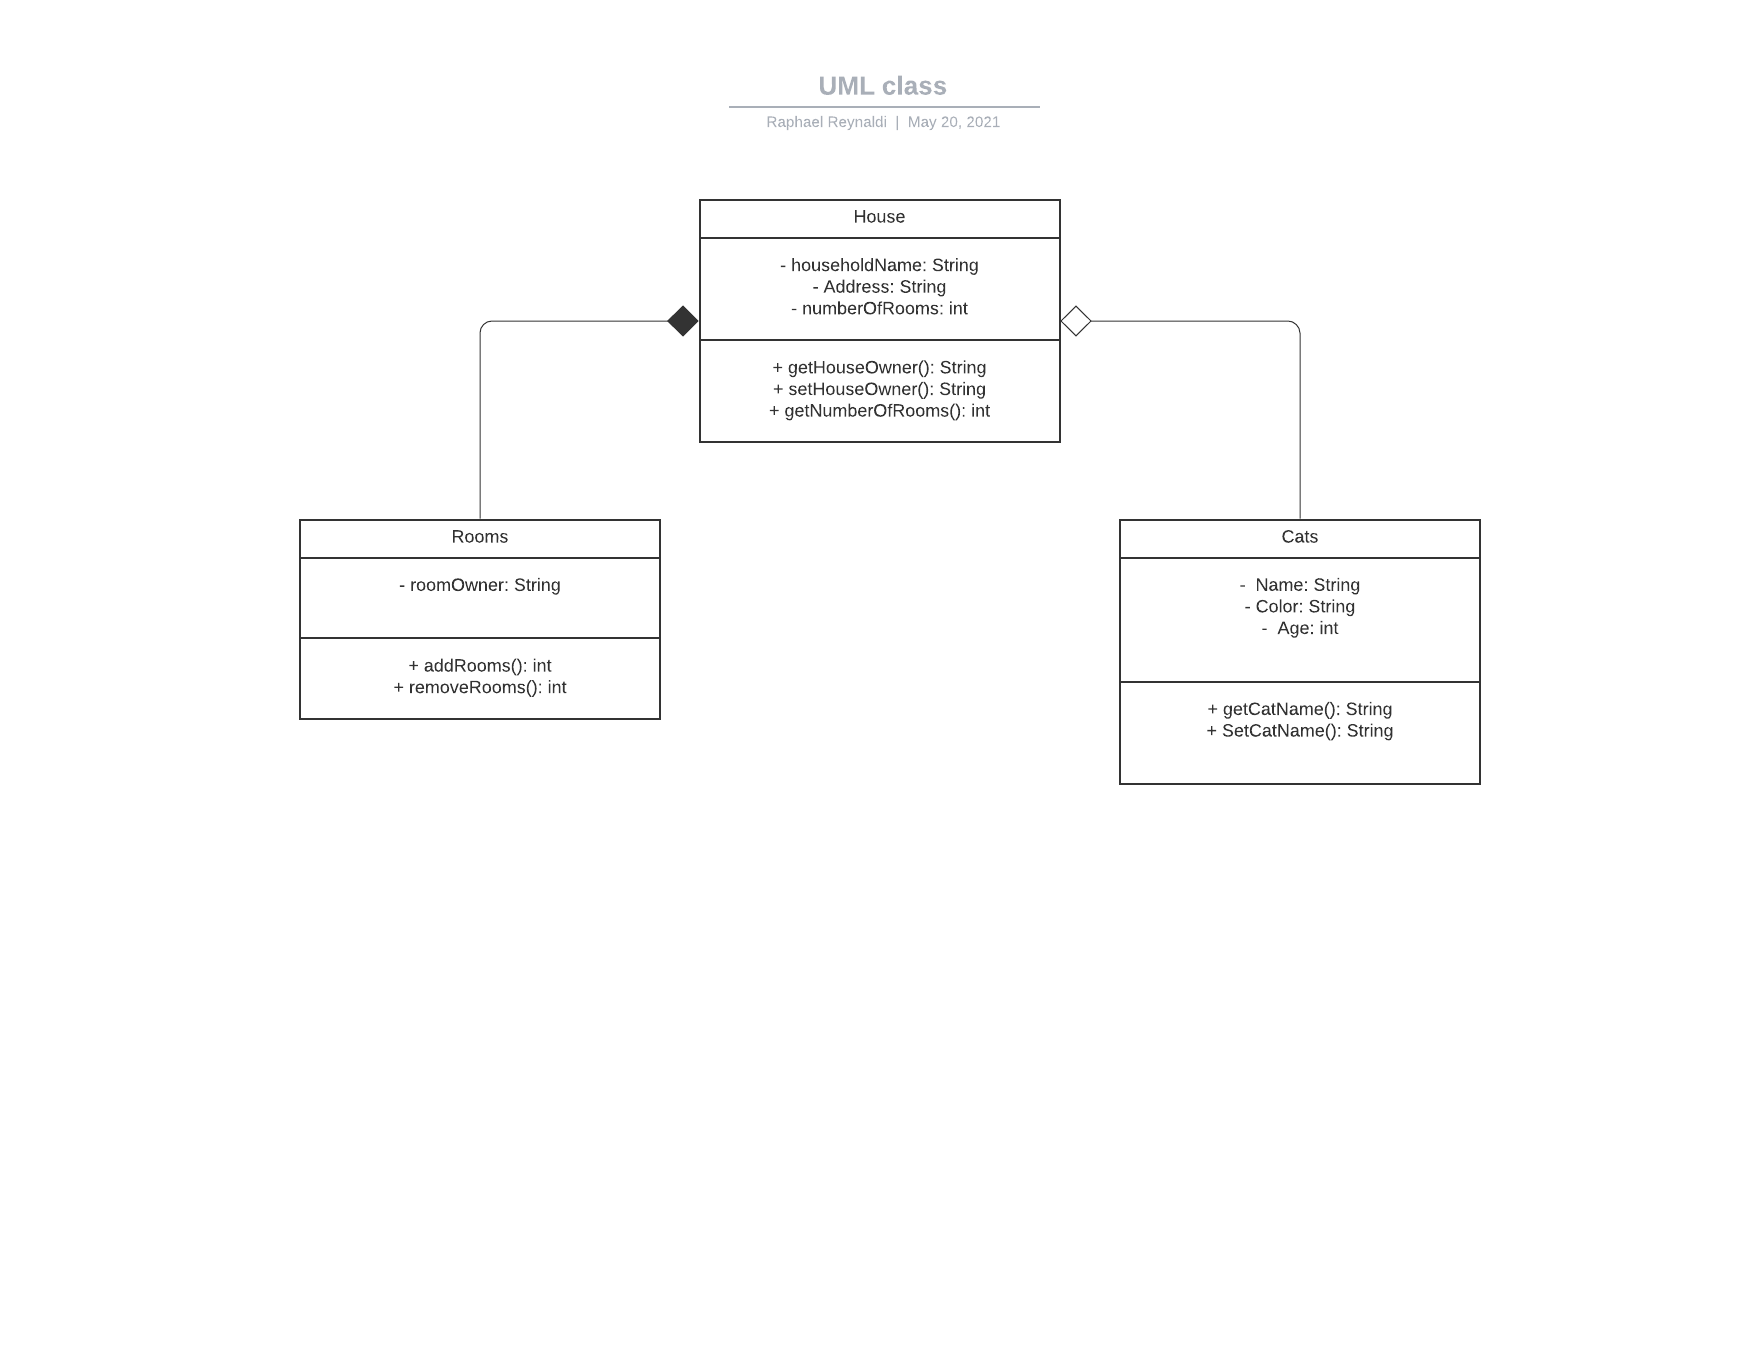 UML class
Raphael Reynaldi | May 20, 2021
House
- householdName: String
- Address: String
- numberOfRooms: int
+ getHouseOwner(): String
+ setHouseOwner(): String
+ getNumberOfRooms(): int
Rooms
- roomOwner: String
+ addRooms(): int
+ removeRooms(): int
Cats
- Name: String
- Color: String
- Age: int
+ getCatName(): String
+ SetCatName(): String